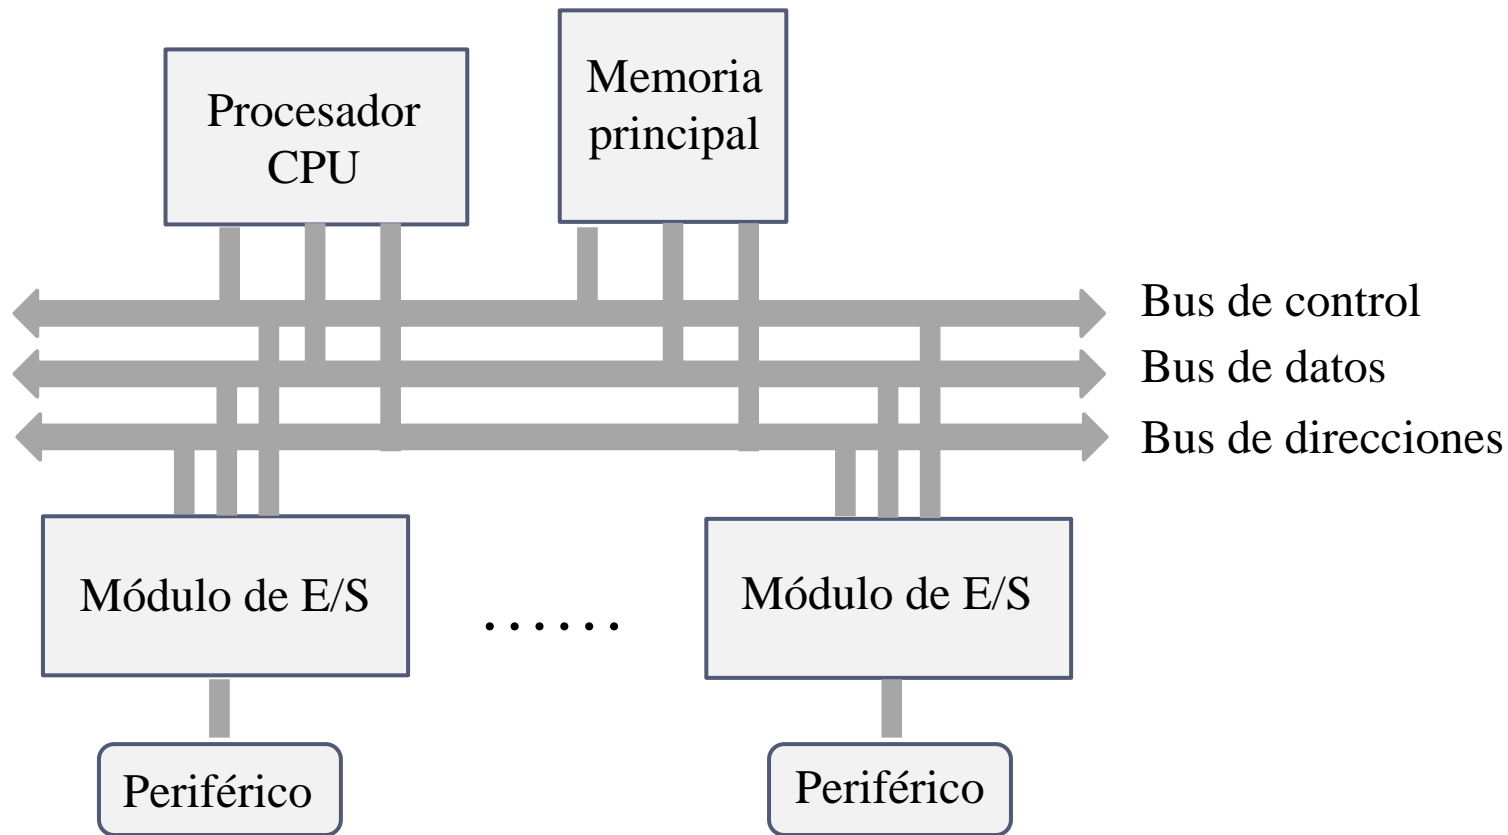 Procesador
CPU
Memoria
principal
Bus de control
Bus de datos
Bus de direcciones
Módulo de E/S
......
Módulo de E/S
Periférico
Periférico